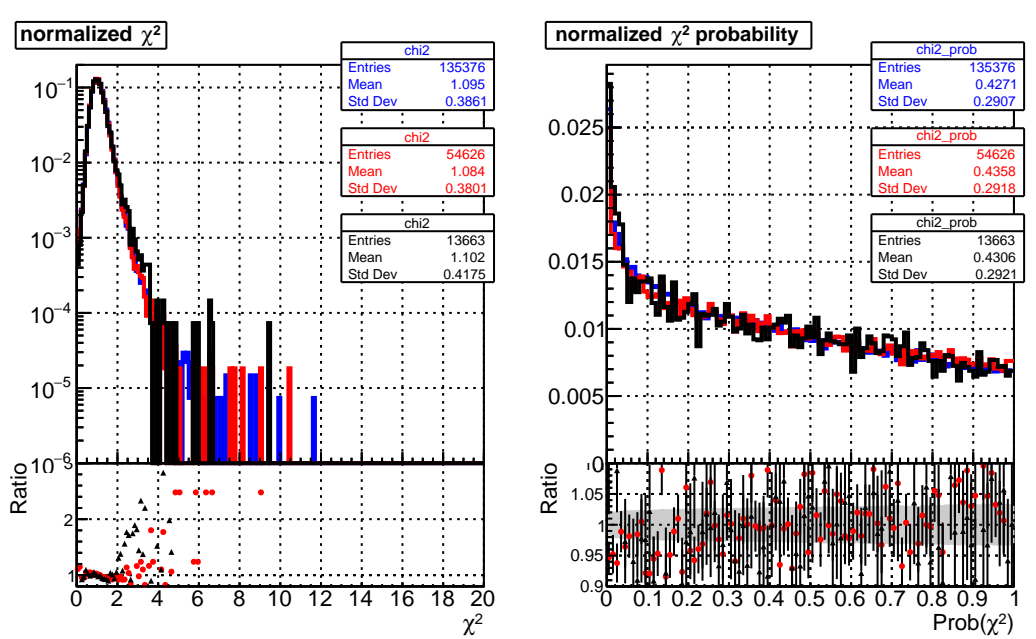 normalized χ²
chi2
Entries 135376
Mean 1.095
Std Dev 0.3861
chi2
Entries 54626
Mean 1.084
Std Dev 0.3801
chi2
Entries 13663
Mean 1.102
Std Dev 0.4175
10⁻¹
10⁻²
10⁻³
10⁻⁴
10⁻⁵
10⁻⁶
Ratio
2
1
0 2 4 6 8 10 12 14 16 18 20
χ²
normalized χ² probability
chi2_prob
Entries 135376
Mean 0.4271
Std Dev 0.2907
chi2_prob
Entries 54626
Mean 0.4358
Std Dev 0.2918
chi2_prob
Entries 13663
Mean 0.4306
Std Dev 0.2921
0.025
0.02
0.015
0.01
0.005
0
Ratio
1.05
1
0.95
0.9
0 0.1 0.2 0.3 0.4 0.5 0.6 0.7 0.8 0.9 1
Prob(χ²)